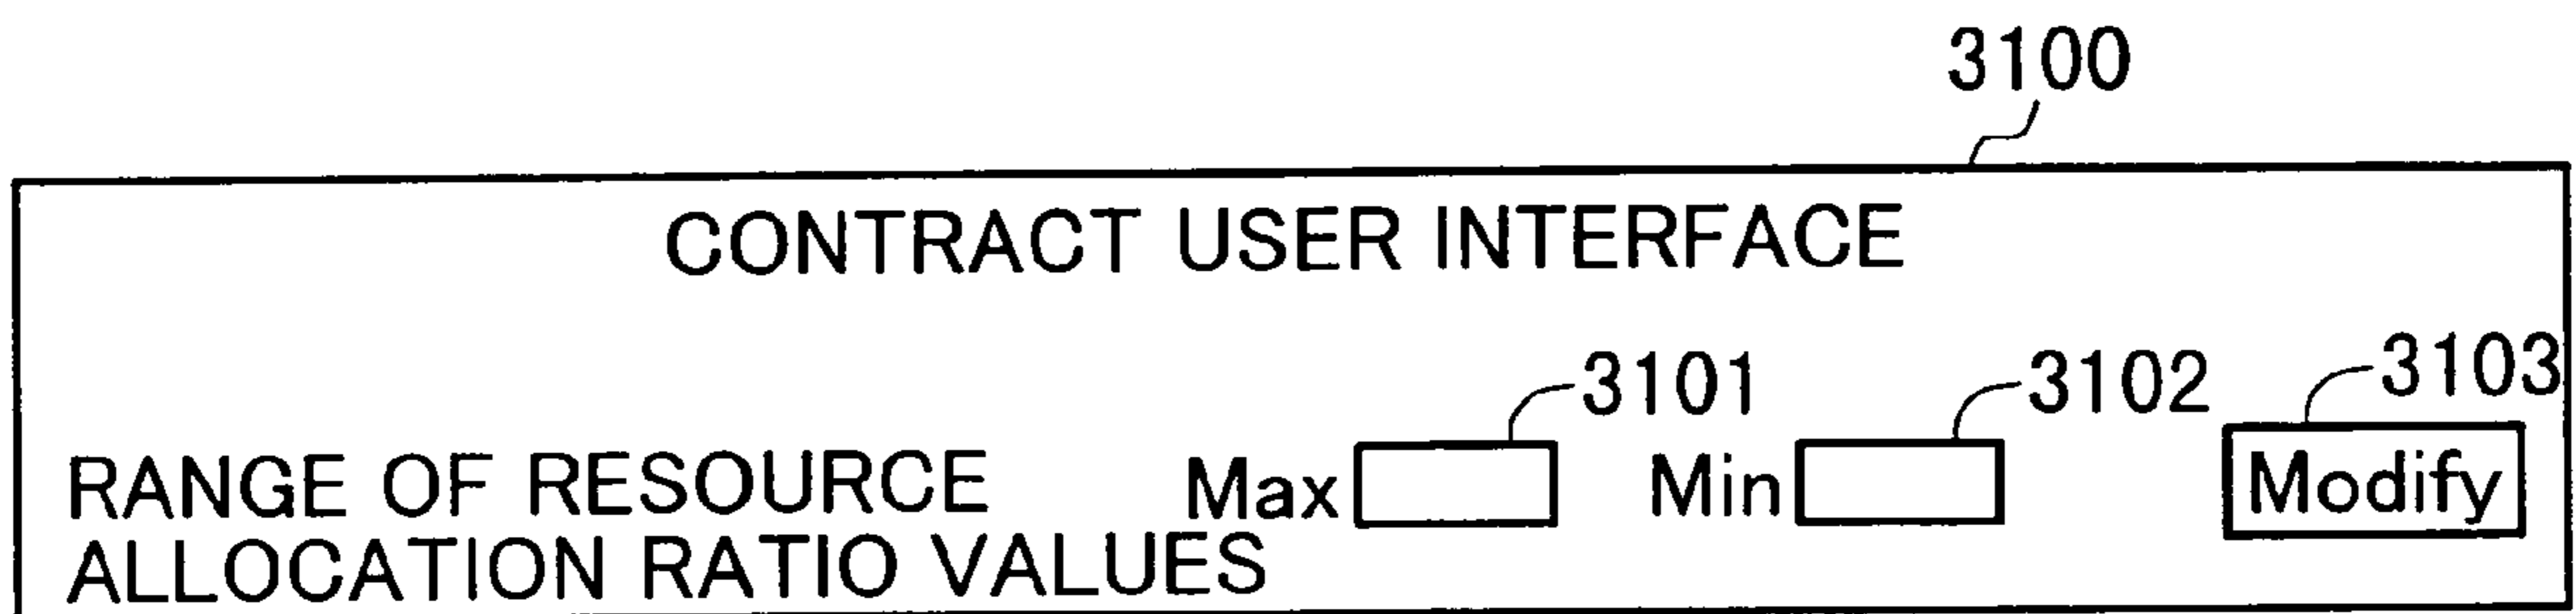 3100
CONTRACT USER INTERFACE
3101 3102 3103
RANGE OF RESOURCE Max Min Modify
ALLOCATION RATIO VALUES